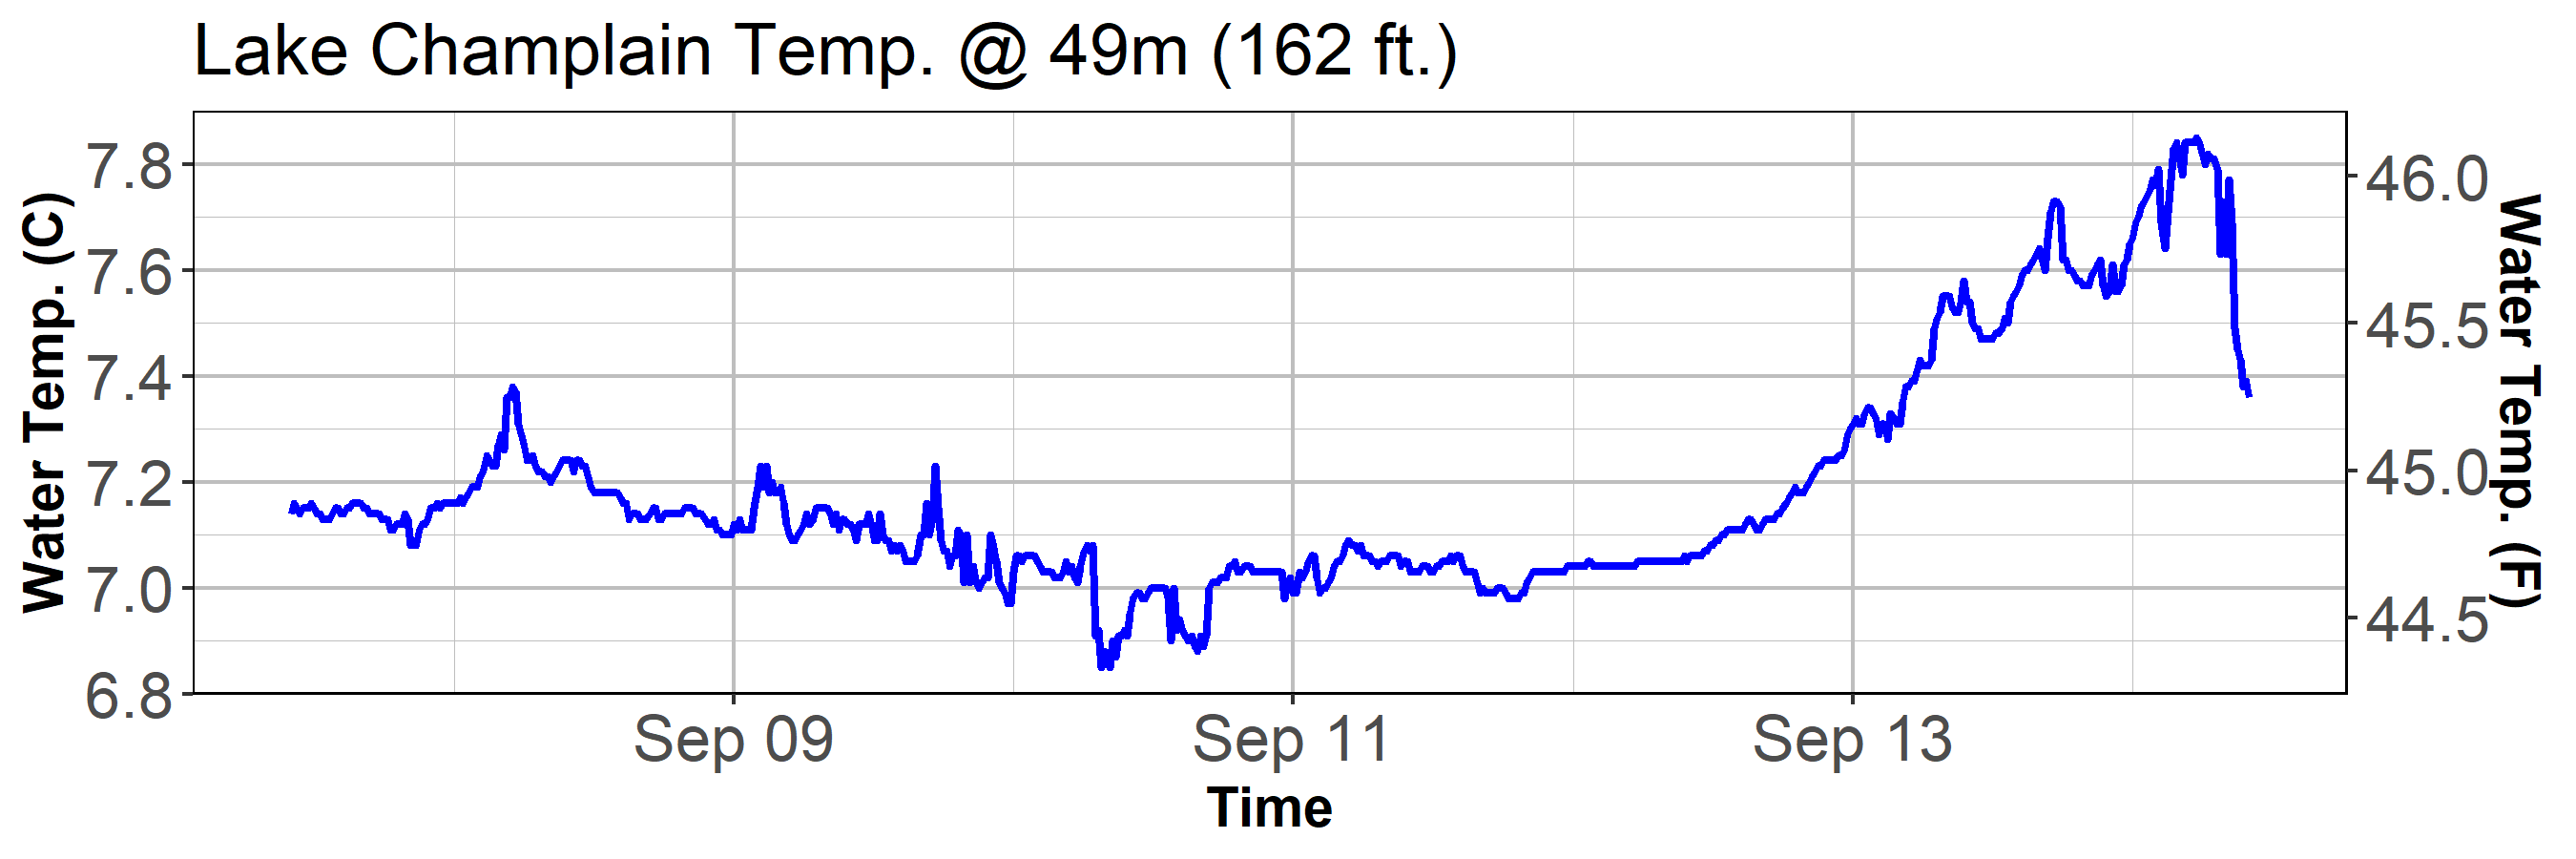 Lake Champlain Temp. @ 49m (162 ft.)
Water Temp. (C)
7.8
7.6
7.4
7.2
7.0
6.8
46.0
45.5
45.0
44.5
Water Temp. (F)
Sep 09
Sep 11
Sep 13
Time